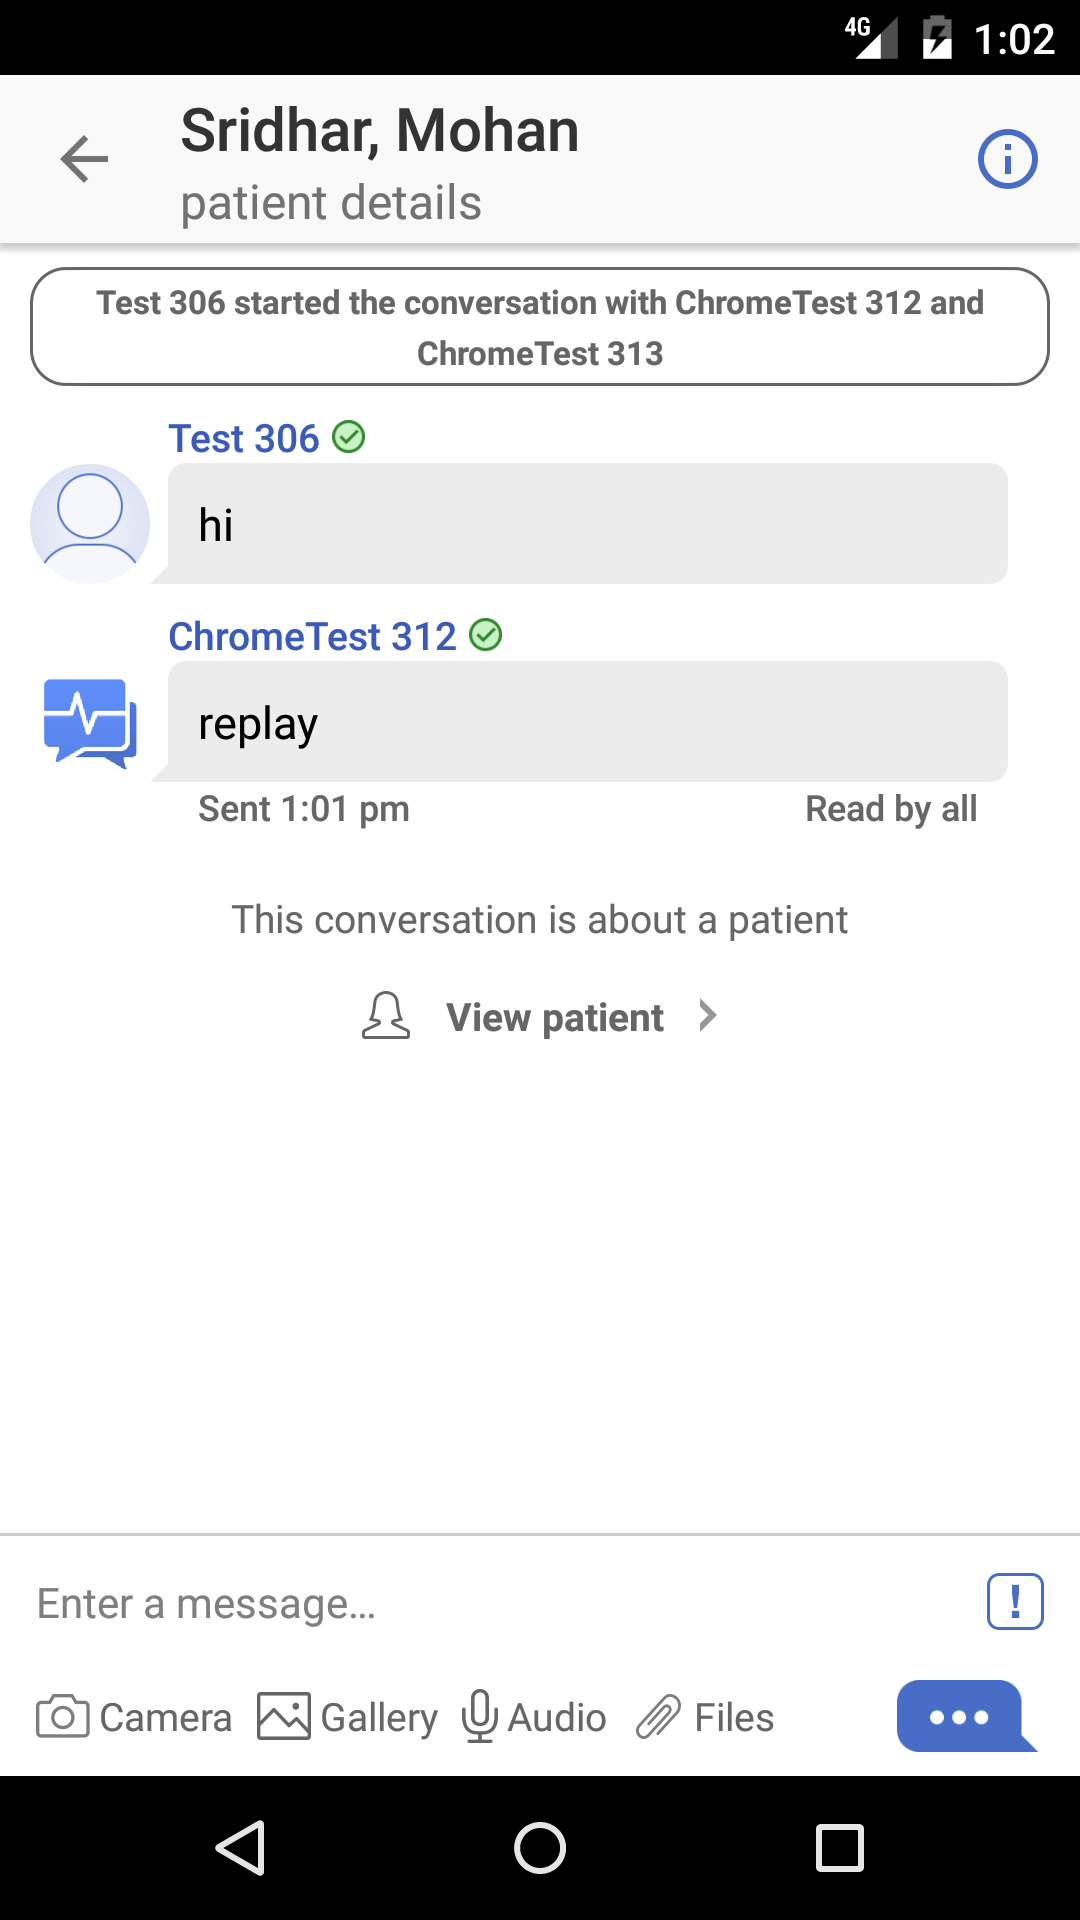 4G 1:02
Sridhar, Mohan
patient details
Test 306 started the conversation with ChromeTest 312 and
ChromeTest 313
Test 306
hi
ChromeTest 312
replay
Sent 1:01 pm Read by all
This conversation is about a patient
View patient
Enter a message...
Camera Gallery Audio Files